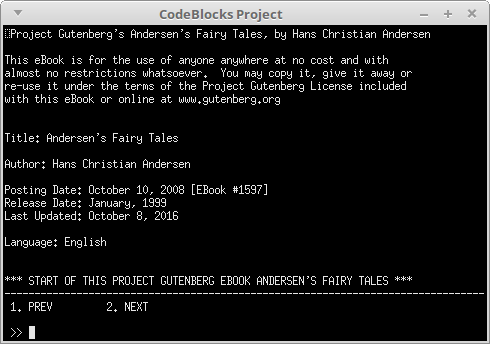 CodeBlocks Project
Project Gutenberg's Andersen's Fairy Tales, by Hans Christian Andersen
This eBook is for the use of anyone anywhere at no cost and with
almost no restrictions whatsoever.  You may copy it, give it away or
re-use it under the terms of the Project Gutenberg License included
with this eBook or online at www.gutenberg.org
Title: Andersen's Fairy Tales
Author: Hans Christian Andersen
Posting Date: October 10, 2008 [EBook #1597]
Release Date: January, 1999
Last Updated: October 8, 2016
Language: English
*** START OF THIS PROJECT GUTENBERG EBOOK ANDERSEN'S FAIRY TALES ***
1. PREV 2. NEXT
>>